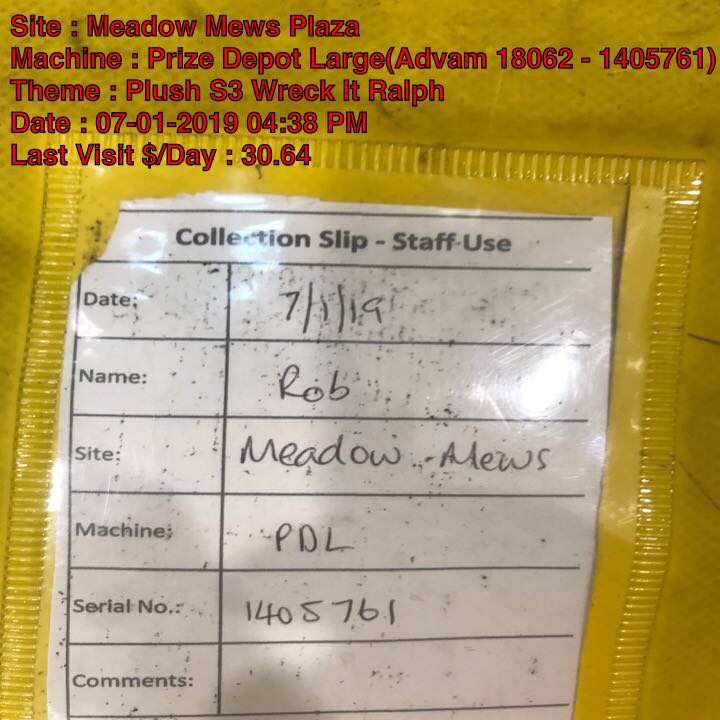 Site : Meadow Mews Plaza
Machine : Prize Depot Large(Advam 18062 - 1405761)
Theme : Plush S3 Wreck It Ralph
Date : 07-01-2019 04:38 PM
Last Visit $/Day : 30.64
Collection Slip - Staff Use
Date: 7/1/19
Name: Rob
Site: Meadow Mews
Machine: PDL
Serial No.: 1405761
Comments: